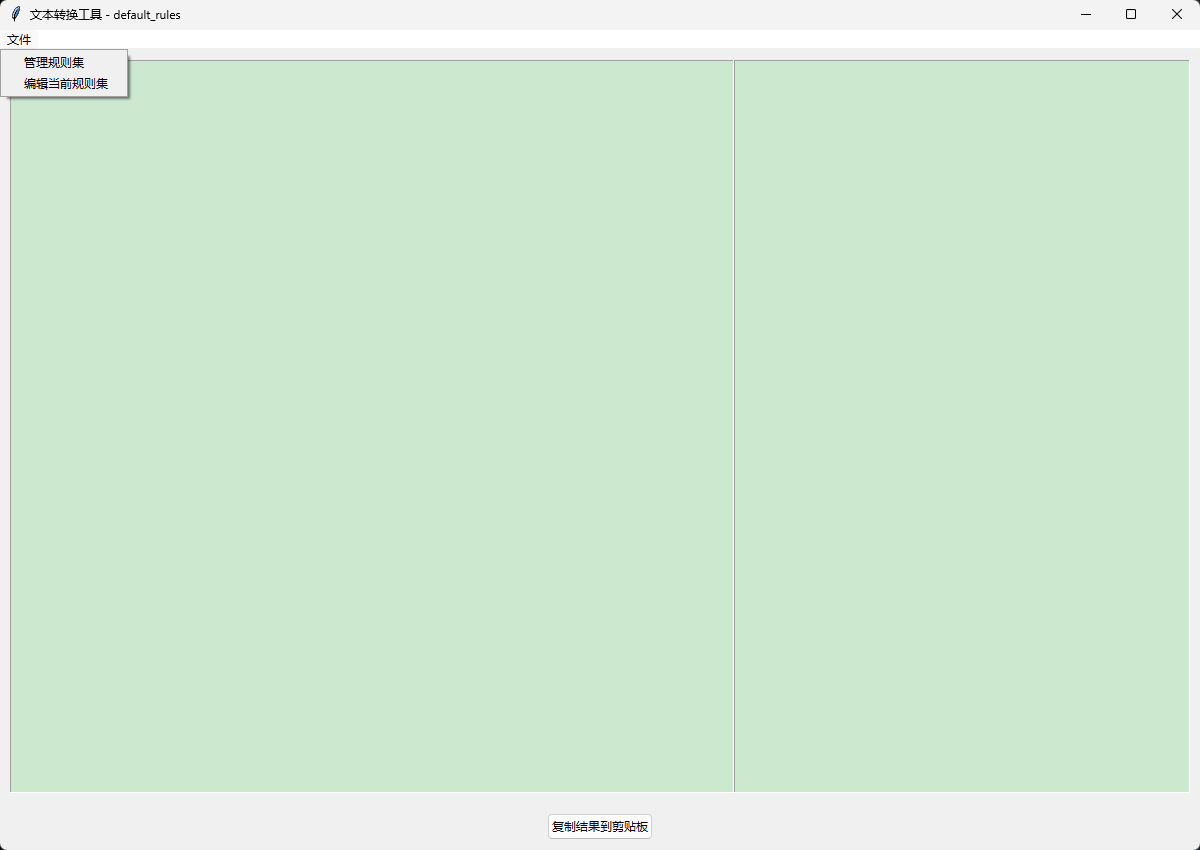 文本转换工具 - default_rules
文件
管理规则集
编辑当前规则集
复制结果到剪贴板